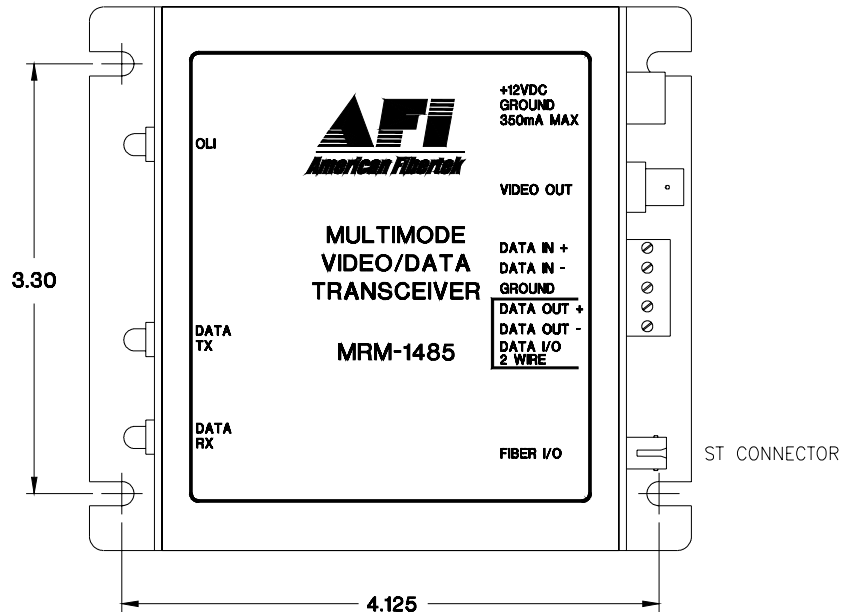 +12VDC
GROUND
350mA MAX
OLI
AFI
American Fibertek
VIDEO OUT
MULTIMODE
VIDEO/DATA
TRANSCEIVER
MRM-1485
DATA IN +
DATA IN -
GROUND
DATA OUT +
DATA OUT -
DATA I/O
2 WIRE
3.30
DATA
TX
DATA
RX
FIBER I/O
ST CONNECTOR
4.125